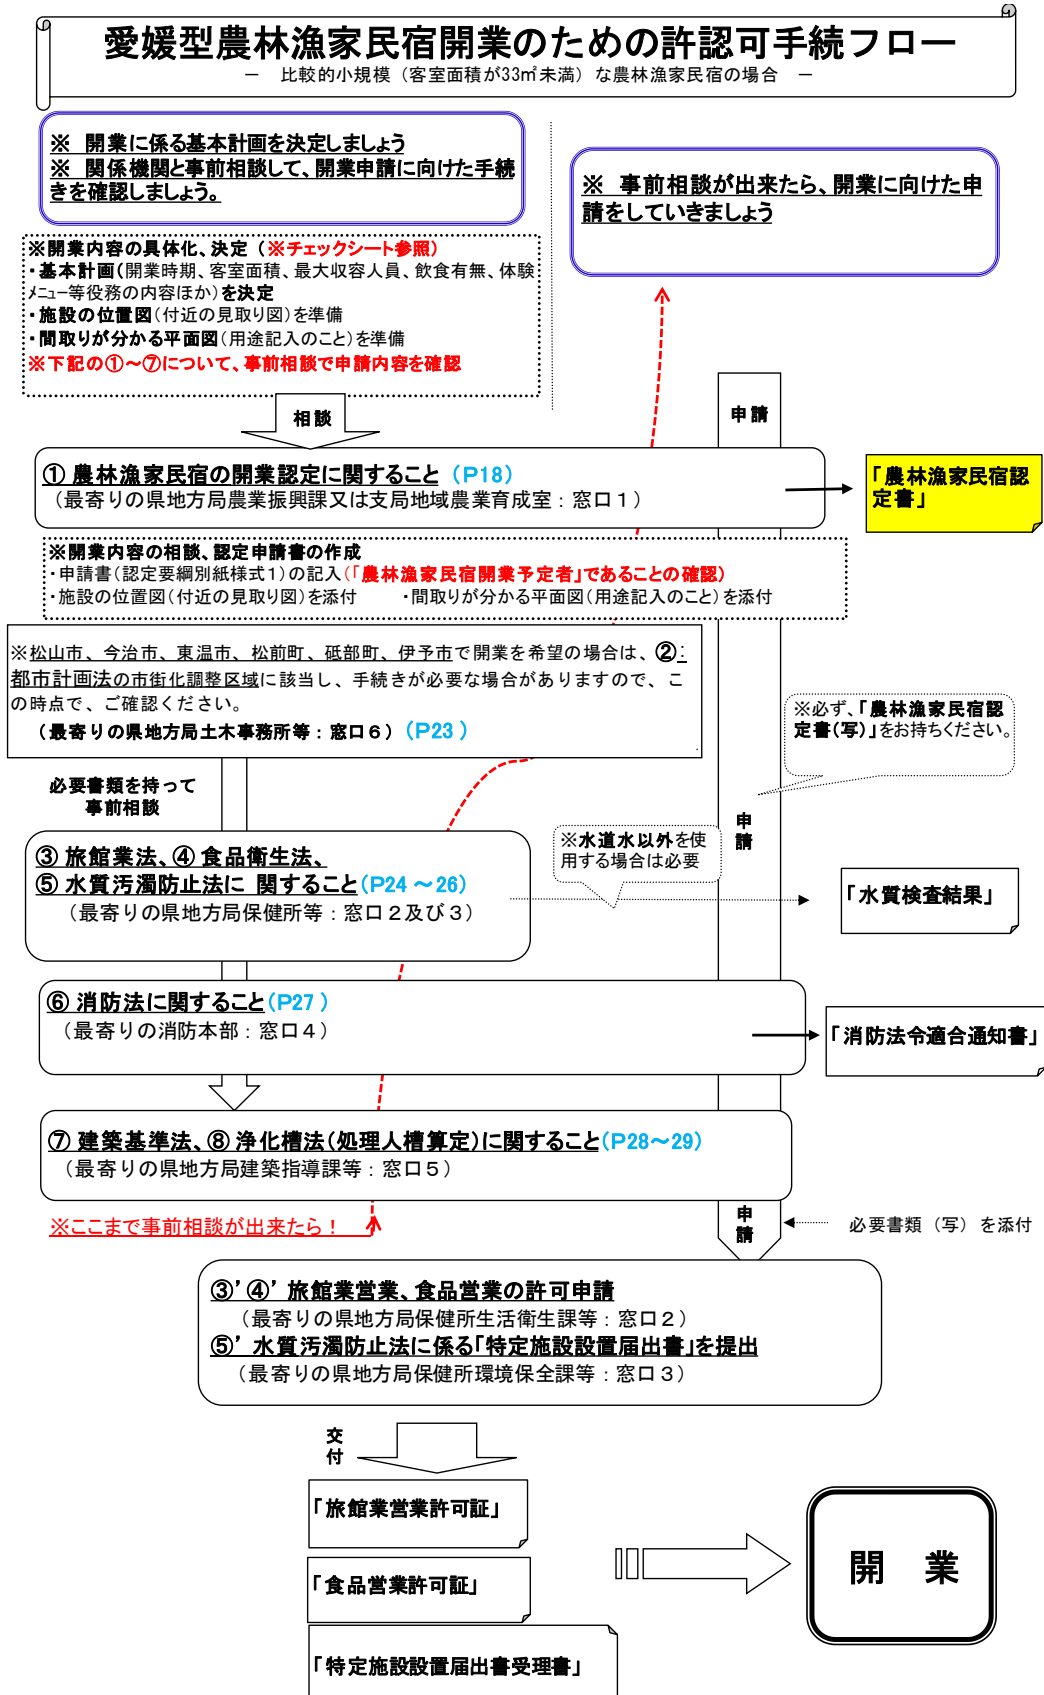 愛媛型農林漁家民宿開業のための許認可手続フロー
－ 比較的小規模（客室面積が33㎡未満）な農林漁家民宿の場合 －
※ 開業に係る基本計画を決定しましょう
※ 関係機関と事前相談して、開業申請に向けた手続
きを確認しましょう。
※ 事前相談が出来たら、開業に向けた申
請をしていきましょう
※開業内容の具体化、決定（※チェックシート参照）
・基本計画（開業時期、客室面積、最大収容人員、飲食有無、体験
メニュー等役務の内容ほか）を決定
・施設の位置図（付近の見取り図）を準備
・間取りが分かる平面図（用途記入のこと）を準備
※下記の①～⑦について、事前相談で申請内容を確認
相談
申請
① 農林漁家民宿の開業認定に関すること（P18）
（最寄りの県地方局農業振興課又は支局地域農業育成室：窓口１）
「農林漁家民宿認
定書」
※開業内容の相談、認定申請書の作成
・申請書（認定要綱別紙様式１）の記入（「農林漁家民宿開業予定者」であることの確認）
・施設の位置図（付近の見取り図）を添付　・間取りが分かる平面図（用途記入のこと）を添付
※松山市、今治市、東温市、松前町、砥部町、伊予市で開業を希望の場合は、②：
都市計画法の市街化調整区域に該当し、手続きが必要な場合がありますので、こ
の時点で、ご確認ください。
（最寄りの県地方局土木事務所等：窓口６）（P23）
※必ず、「農林漁家民宿認
定書（写）」をお持ちください。
必要書類を持って
事前相談
申
請
※水道水以外を使
用する場合は必要
③ 旅館業法、④ 食品衛生法、
⑤ 水質汚濁防止法に 関すること（P24～26）
（最寄りの県地方局保健所等：窓口２及び３）
「水質検査結果」
⑥ 消防法に関すること（P27）
（最寄りの消防本部：窓口４）
「消防法令適合通知書」
⑦ 建築基準法、⑧ 浄化槽法（処理人槽算定）に関すること（P28～29）
（最寄りの県地方局建築指導課等：窓口５）
※ここまで事前相談が出来たら！
申
請
必要書類（写）を添付
③’④’ 旅館業営業、食品営業の許可申請
（最寄りの県地方局保健所生活衛生課等：窓口２）
⑤’ 水質汚濁防止法に係る「特定施設設置届出書」を提出
（最寄りの県地方局保健所環境保全課等：窓口３）
交
付
「旅館業営業許可証」
「食品営業許可証」
「特定施設設置届出書受理書」
開　業